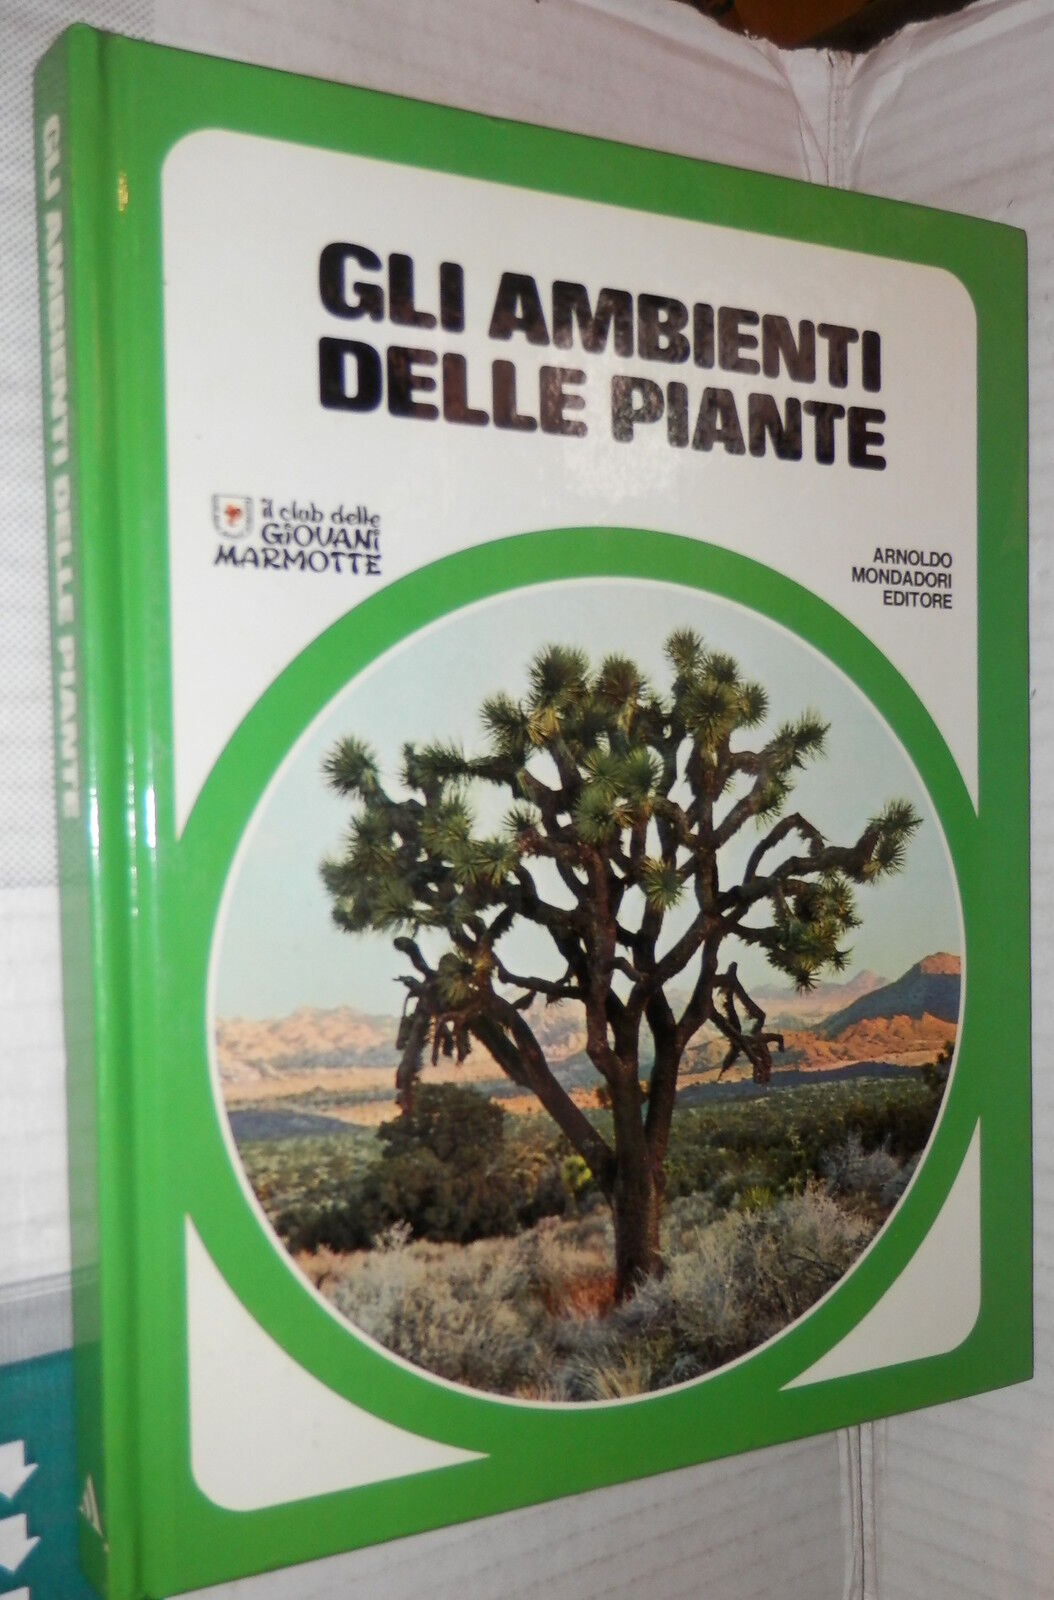 GLI AMBIENTI DELLE PIANTE
GLI AMBIENTI
DELLE PIANTE
il club delle
GIOVANI
MARMOTTE
ARNOLDO
MONDADORI
EDITORE